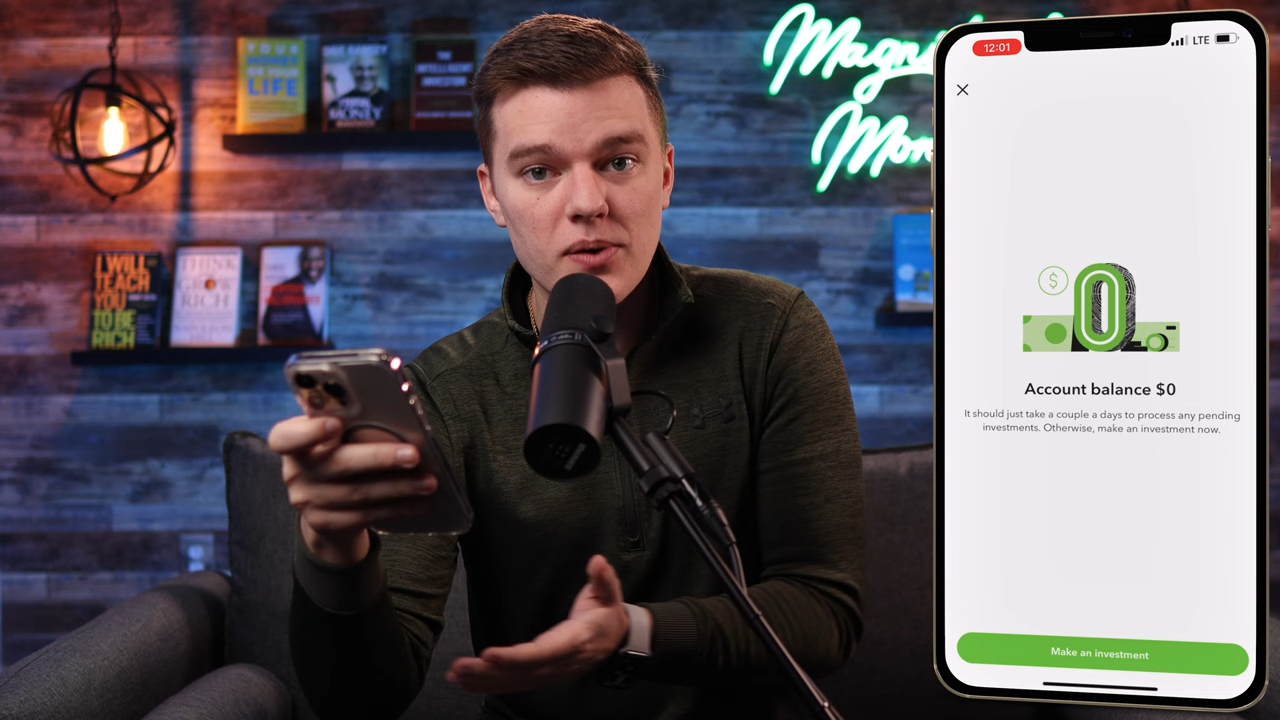 YOUR
MONEY
OR YOUR
LIFE
MONEY
THE
INTELLIGENT
INVESTOR
I WILL
TEACH
YOU
TO BE
RICH
THINK
GROW
RICH
12:01
LTE
$
0
Account balance $0
It should just take a couple a days to process any pending
investments. Otherwise, make an investment now.
Make an investment